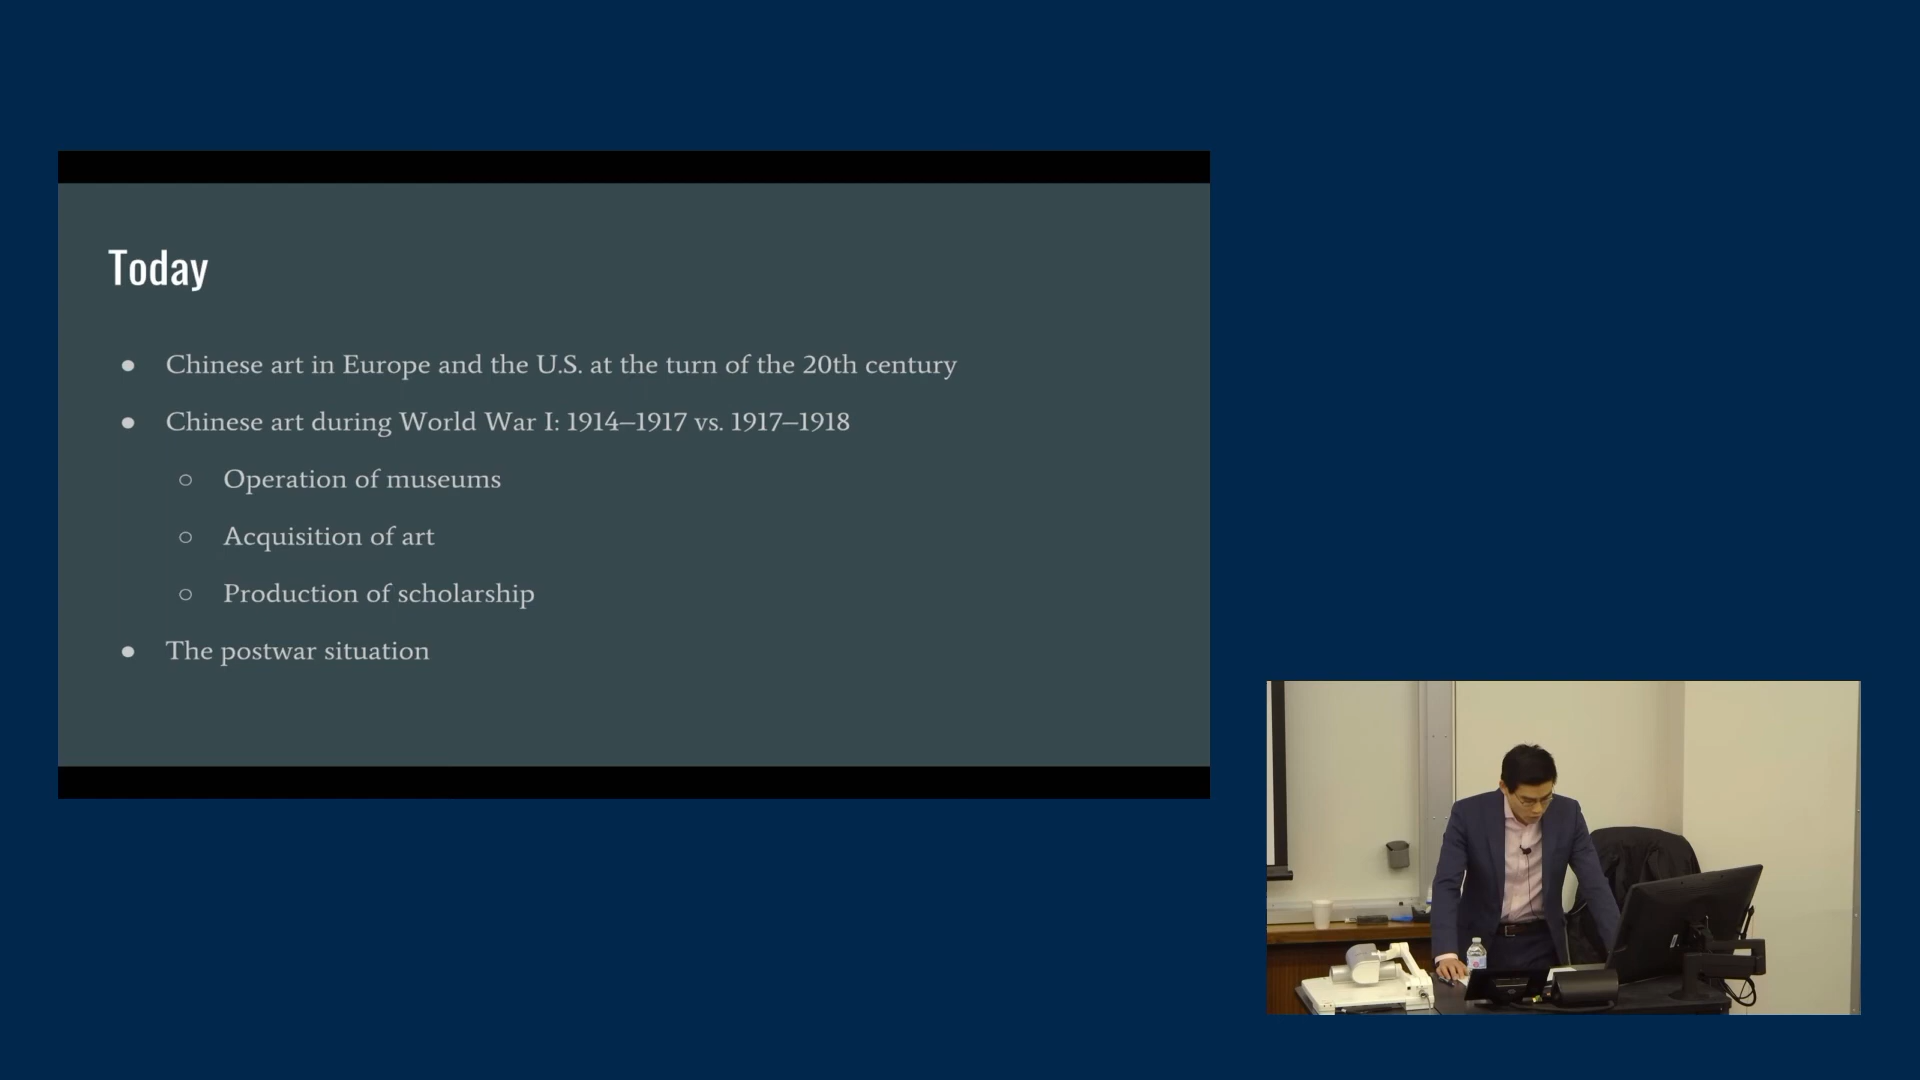 Today
● Chinese art in Europe and the U.S. at the turn of the 20th century
● Chinese art during World War I: 1914–1917 vs. 1917–1918
○ Operation of museums
○ Acquisition of art
○ Production of scholarship
● The postwar situation